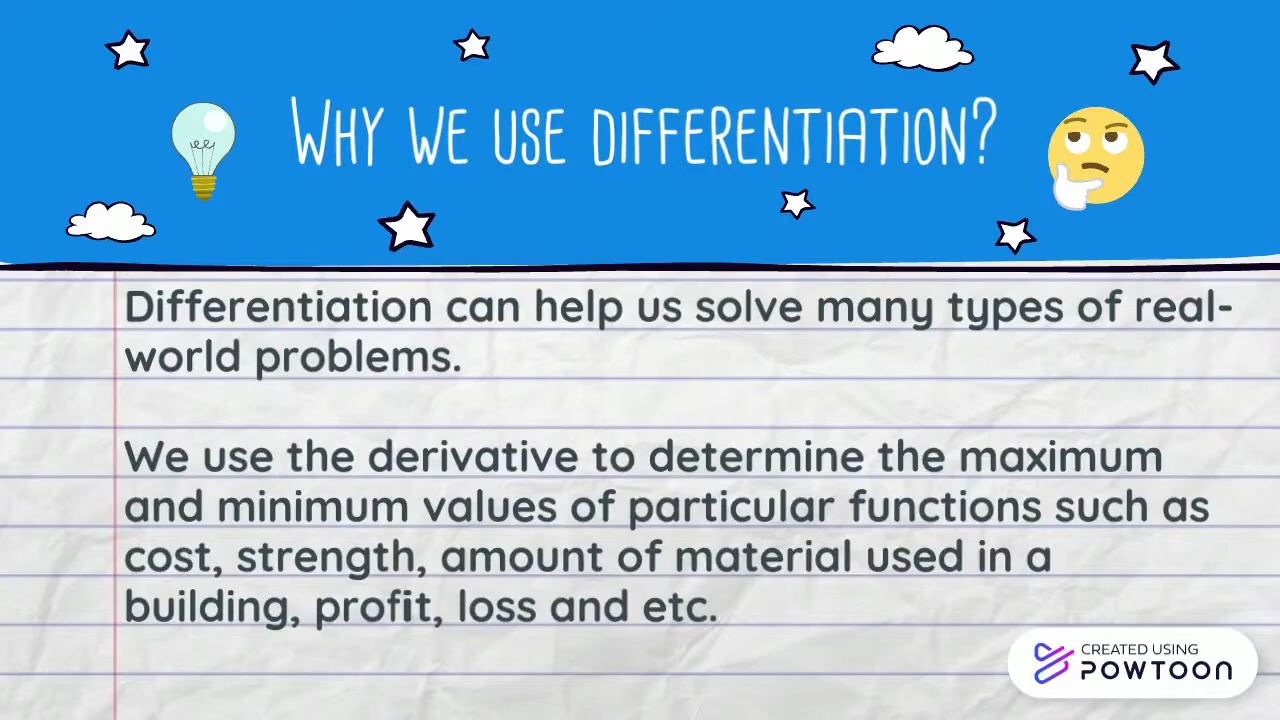 WHY WE USE DIFFERENTIATION?
Differentiation can help us solve many types of real-
world problems.
We use the derivative to determine the maximum
and minimum values of particular functions such as
cost, strength, amount of material used in a
building, profit, loss and etc.
CREATED USING
POWTOON